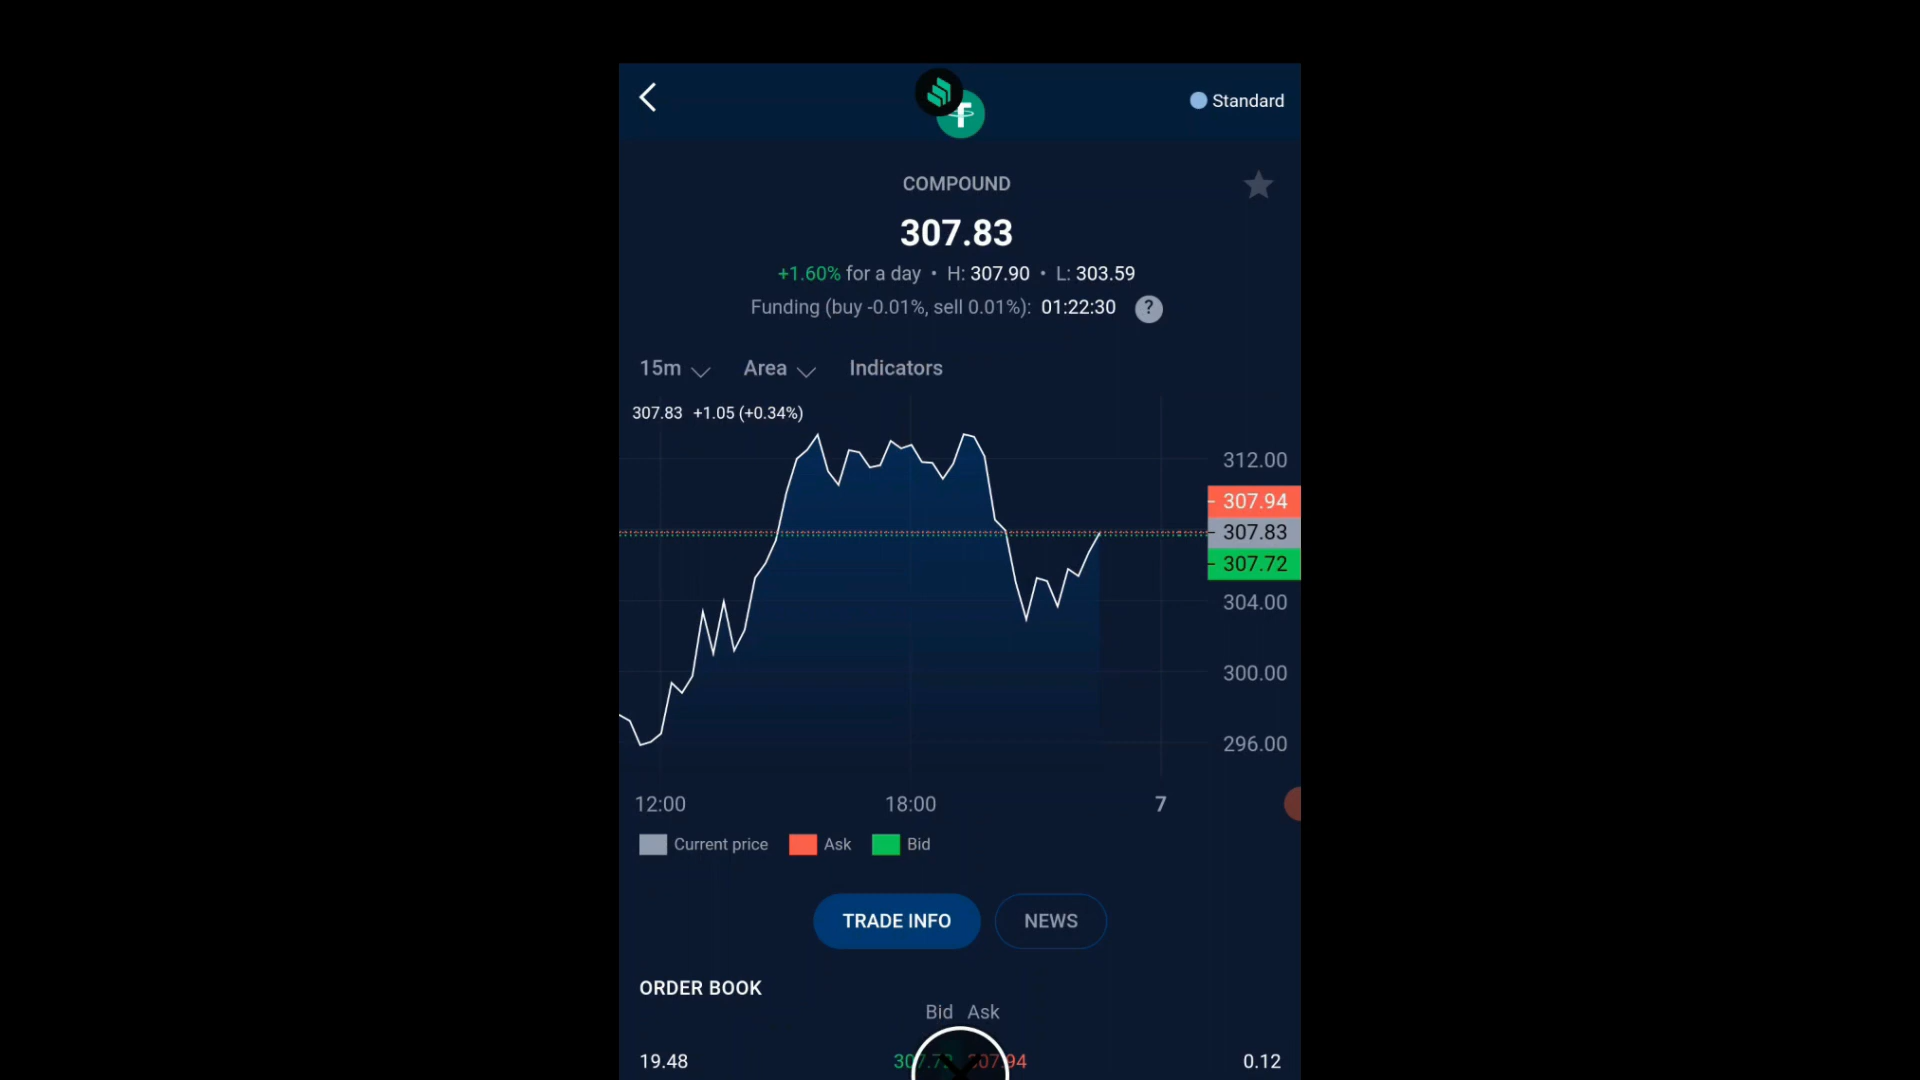 Standard
COMPOUND
307.83
+1.60% for a day • H: 307.90 • L: 303.59
Funding (buy -0.01%, sell 0.01%): 01:22:30 ?
15m Area Indicators
307.83 +1.05 (+0.34%)
312.00
307.94
307.83
307.72
304.00
300.00
296.00
12:00 18:00 7
Current price Ask Bid
TRADE INFO NEWS
ORDER BOOK
Bid Ask
19.48 0.12